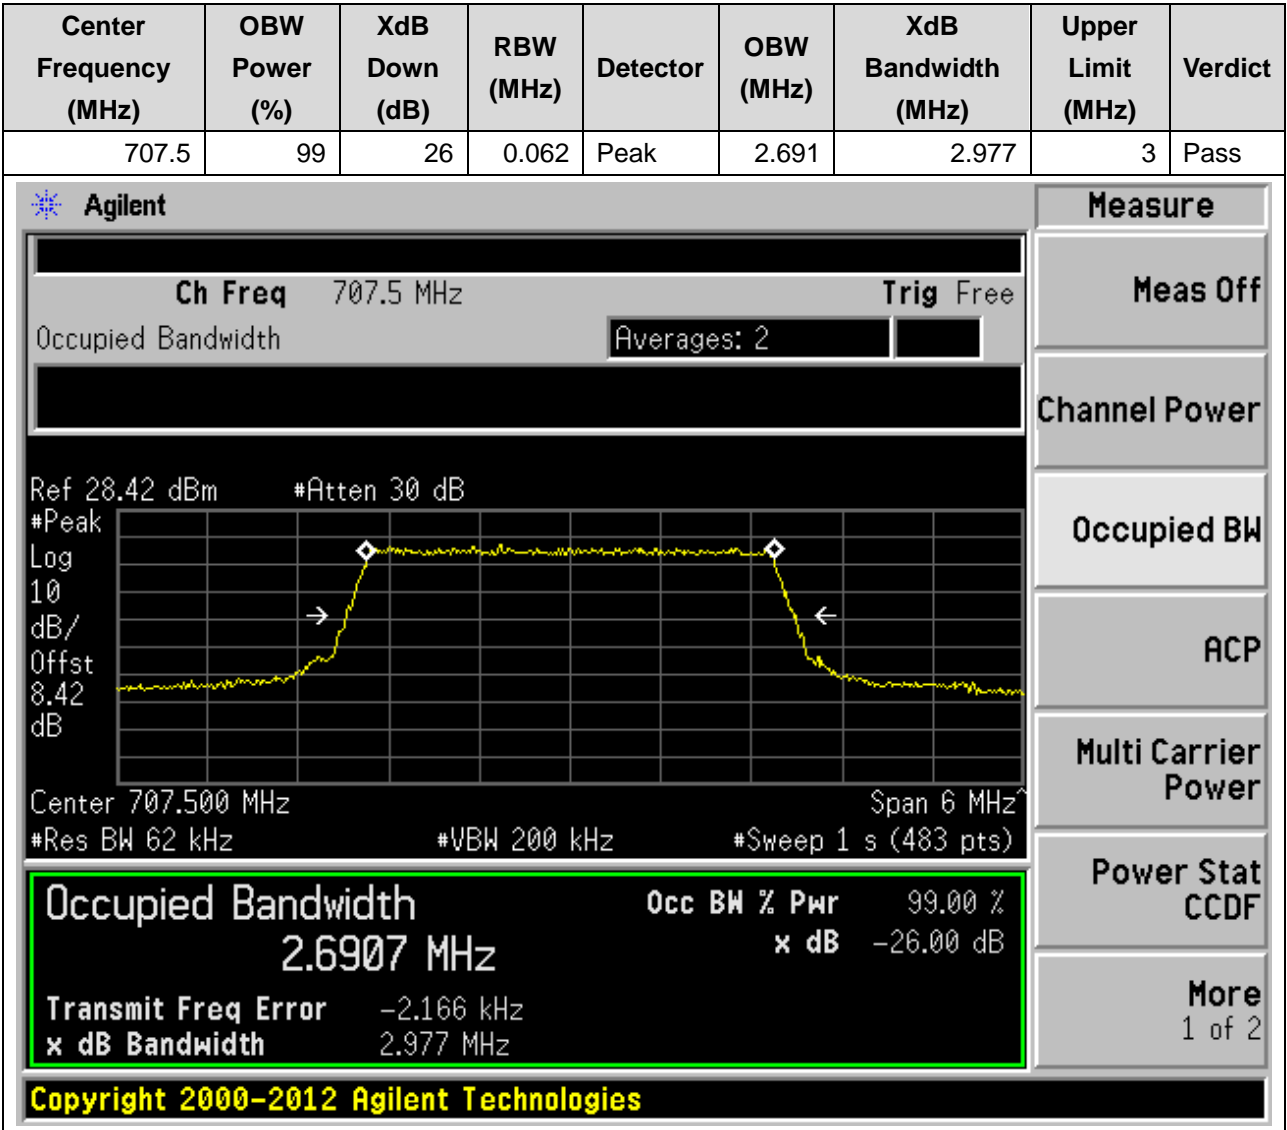 Center Frequency (MHz) OBW Power (%) XdB Down (dB) RBW (MHz) Detector OBW (MHz) XdB Bandwidth (MHz) Upper Limit (MHz) Verdict
707.5 99 26 0.062 Peak 2.691 2.977 3 Pass
Agilent
Measure
Ch Freq 707.5 MHz Trig Free
Meas Off
Occupied Bandwidth Averages: 2
Channel Power
Ref 28.42 dBm #Atten 30 dB
#Peak
Log
10
dB/
Offst
8.42
dB
Occupied BW
ACP
Multi Carrier
Power
Center 707.500 MHz Span 6 MHz^
#Res BW 62 kHz #VBW 200 kHz #Sweep 1 s (483 pts)
Power Stat
CCDF
Occupied Bandwidth Occ BW % Pwr 99.00 %
2.6907 MHz x dB -26.00 dB
Transmit Freq Error -2.166 kHz
x dB Bandwidth 2.977 MHz
More
1 of 2
Copyright 2000-2012 Agilent Technologies